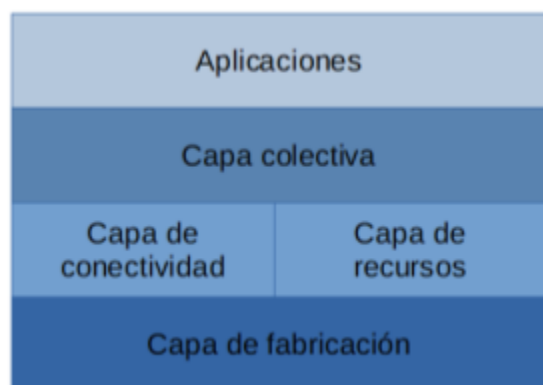 Aplicaciones
Capa colectiva
Capa de
conectividad
Capa de
recursos
Capa de fabricación